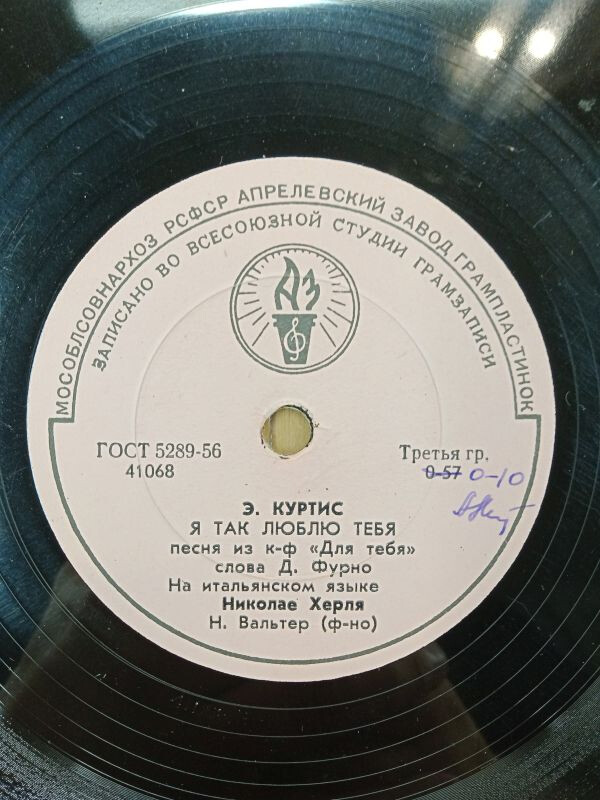 МОСОБЛСОВНАРХОЗ РСФСР АПРЕЛЕВСКИЙ ЗАВОД ГРАМПЛАСТИНОК
ЗАПИСАНО ВО ВСЕСОЮЗНОЙ СТУДИИ ГРАМЗАПИСИ
АЗ
ГОСТ 5289-56
41068
Третья гр.
0-57 0-10
Э. КУРТИС
Я ТАК ЛЮБЛЮ ТЕБЯ
песня из к-ф «Для тебя»
слова Д. Фурно
На итальянском языке
Николае Херля
Н. Вальтер (ф-но)